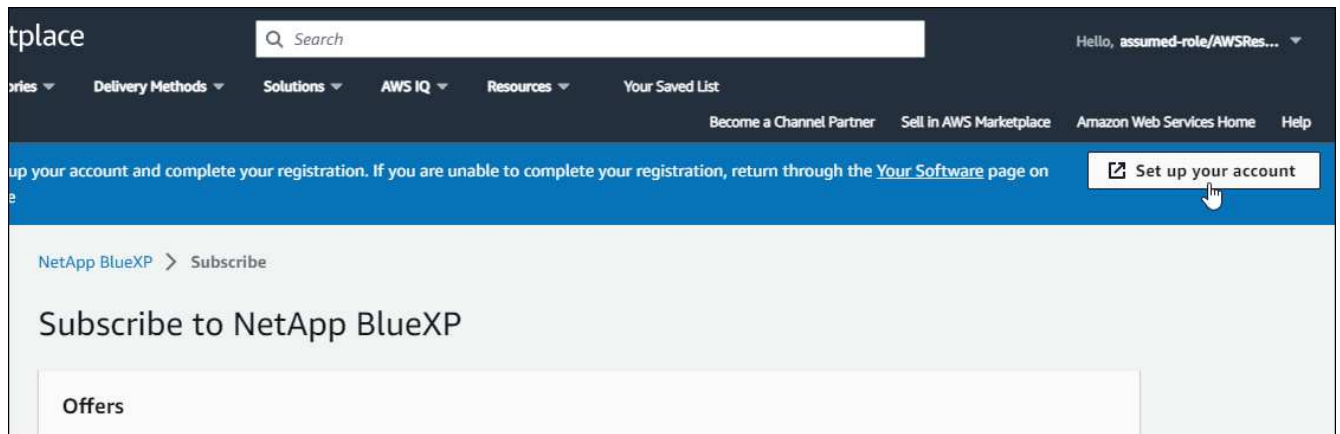 tplace
Search
Hello, assumed-role/AWSRes...
ories
Delivery Methods
Solutions
AWS IQ
Resources
Your Saved List
Become a Channel Partner
Sell in AWS Marketplace
Amazon Web Services Home
Help
up your account and complete your registration. If you are unable to complete your registration, return through the Your Software page on
e
Set up your account
NetApp BlueXP > Subscribe
Subscribe to NetApp BlueXP
Offers